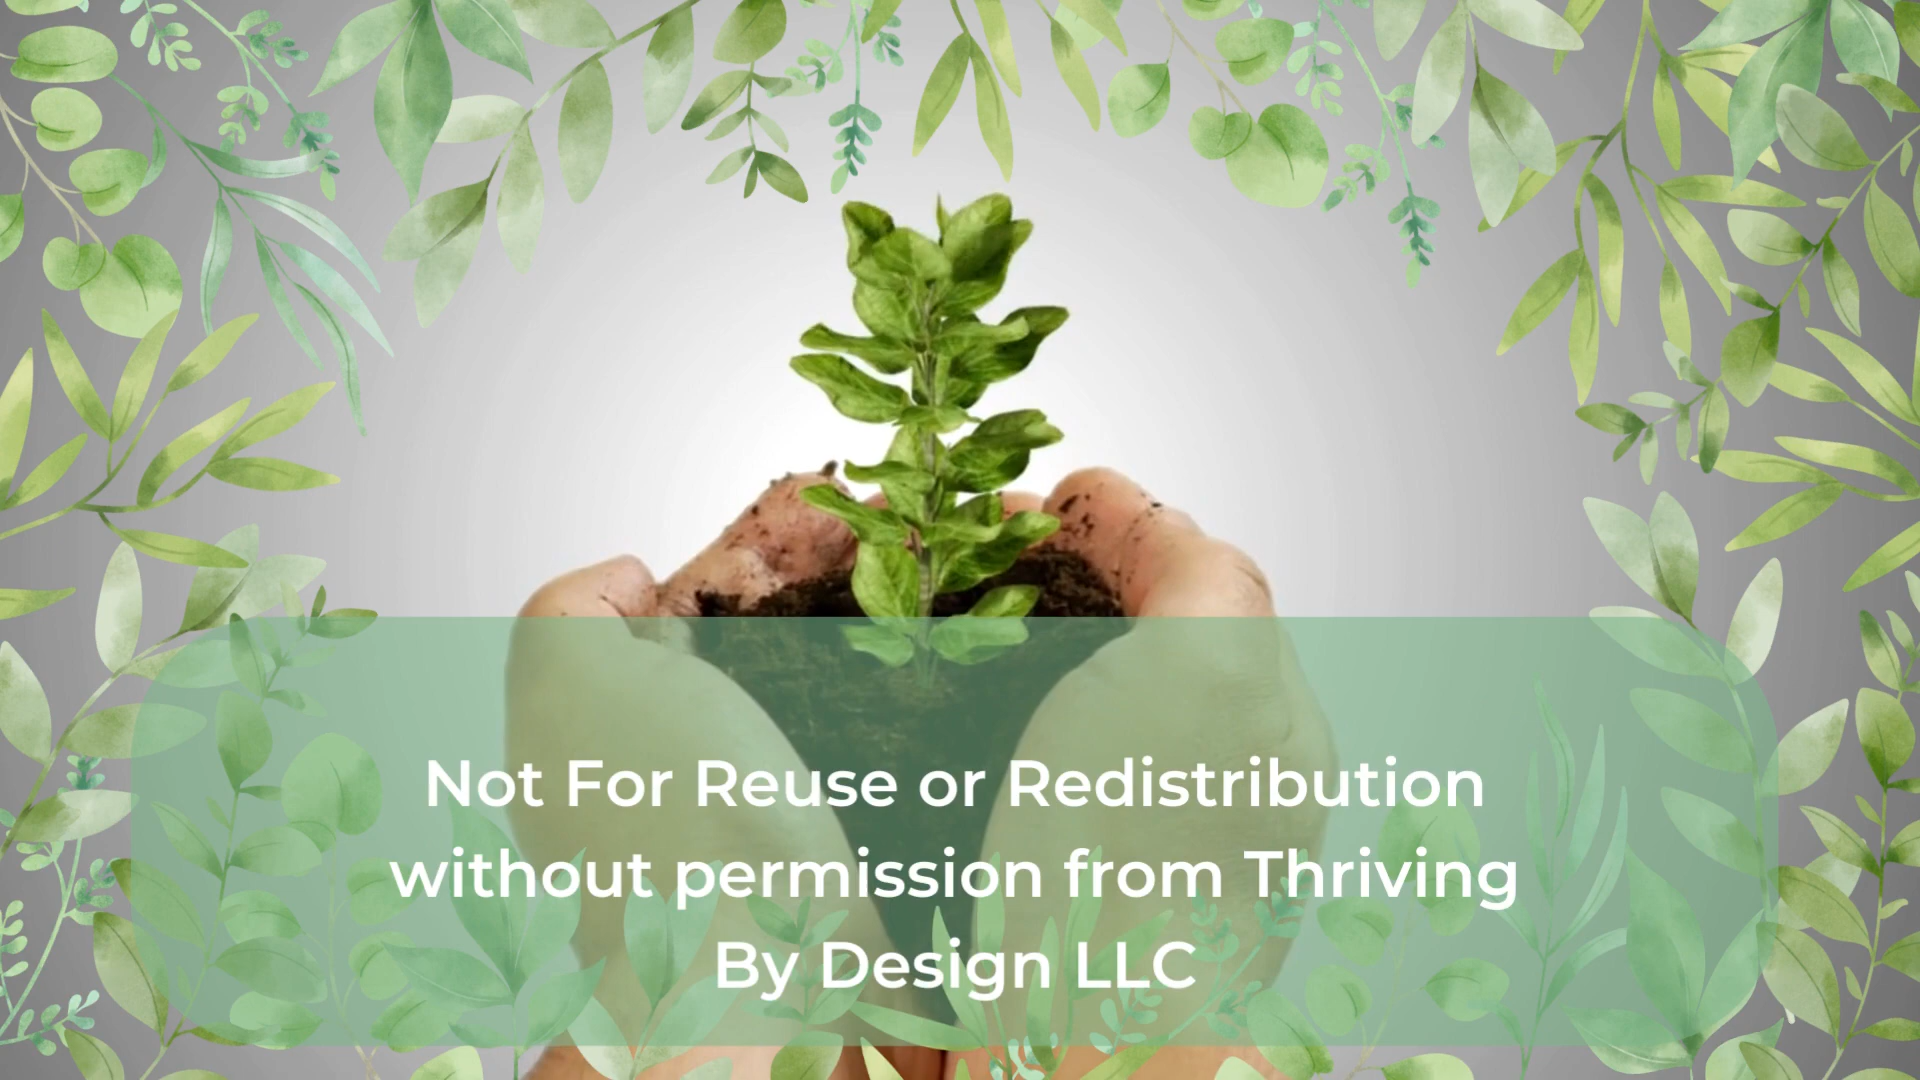 Not For Reuse or Redistribution
without permission from Thriving
By Design LLC